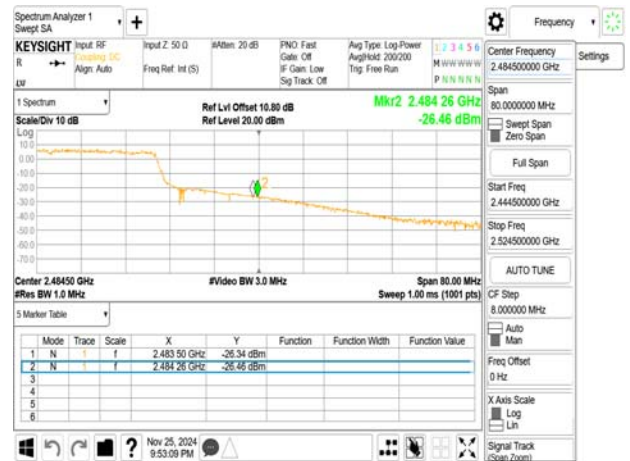 Spectrum Analyzer 1
Swept SA
Frequency
KEYSIGHT
R
Input: RF
Coupling: DC
Align: Auto
Input Z: 50 Ω
Freq Ref: Int (S)
#Atten: 20 dB
PNO: Fast
Gate: Off
IF Gain: Low
Sig Track: Off
Avg Type: Log-Power
Avg|Hold: 200/200
Trig: Free Run
1 2 3 4 5 6
M W W W W W
P N N N N N
Center Frequency
2.484500000 GHz
Settings
Span
80.0000000 MHz
Swept Span
Zero Span
Full Span
Start Freq
2.444500000 GHz
Stop Freq
2.524500000 GHz
AUTO TUNE
CF Step
8.000000 MHz
Auto
Man
Freq Offset
0 Hz
X Axis Scale
Log
Lin
Signal Track
(Span Zoom)
1 Spectrum
Scale/Div 10 dB
Ref Lvl Offset 10.80 dB
Ref Level 20.00 dBm
Mkr2 2.484 26 GHz
-26.46 dBm
Log
10.0
0.00
-10.0
-20.0
-30.0
-40.0
-50.0
-60.0
-70.0
2
Center 2.48450 GHz
#Res BW 1.0 MHz
#Video BW 3.0 MHz
Span 80.00 MHz
Sweep 1.00 ms (1001 pts)
5 Marker Table
Mode Trace Scale X Y Function Function Width Function Value
1 N 1 f 2.483 50 GHz -26.34 dBm
2 N 1 f 2.484 26 GHz -26.46 dBm
3
4
5
6
?
Nov 25, 2024
9:53:09 PM